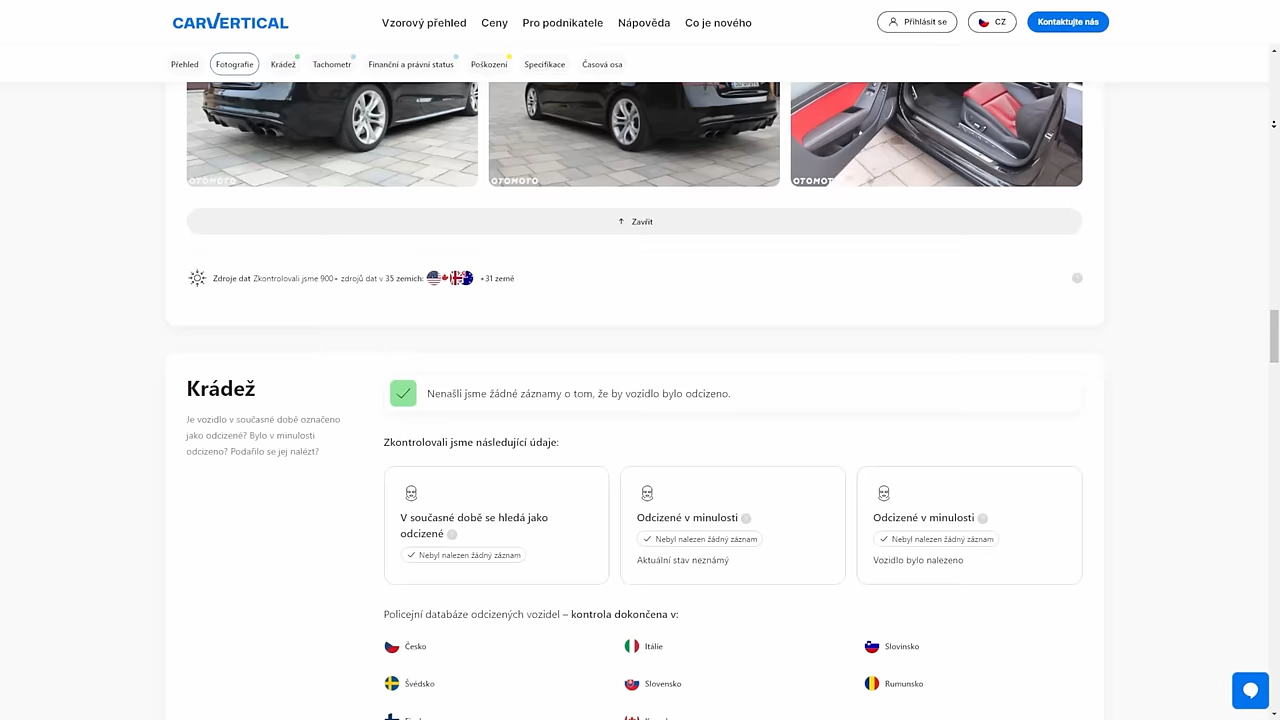 CARVERTICAL
Vzorový přehled Ceny Pro podnikatele Nápověda Co je nového
Přihlásit se CZ Kontaktujte nás
Přehled Fotografie Krádež Tachometr Finanční a právní status Poškození Specifikace Časová osa
OTOMOTO OTOMOTO OTOMOT
Zavřít
Zdroje dat Zkontrolovali jsme 900+ zdrojů dat v 35 zemích: +31 země
Krádež
Je vozidlo v současné době označeno
jako odcizené? Bylo v minulosti
odcizeno? Podařilo se jej nalézt?
Nenašli jsme žádné záznamy o tom, že by vozidlo bylo odcizeno.
Zkontrolovali jsme následující údaje:
V současné době se hledá jako
odcizené
Nebyl nalezen žádný záznam
Odcizené v minulosti
Nebyl nalezen žádný záznam
Aktuální stav neznámý
Odcizené v minulosti
Nebyl nalezen žádný záznam
Vozidlo bylo nalezeno
Policejní databáze odcizených vozidel – kontrola dokončena v:
Česko Itálie Slovinsko
Švédsko Slovensko Rumunsko